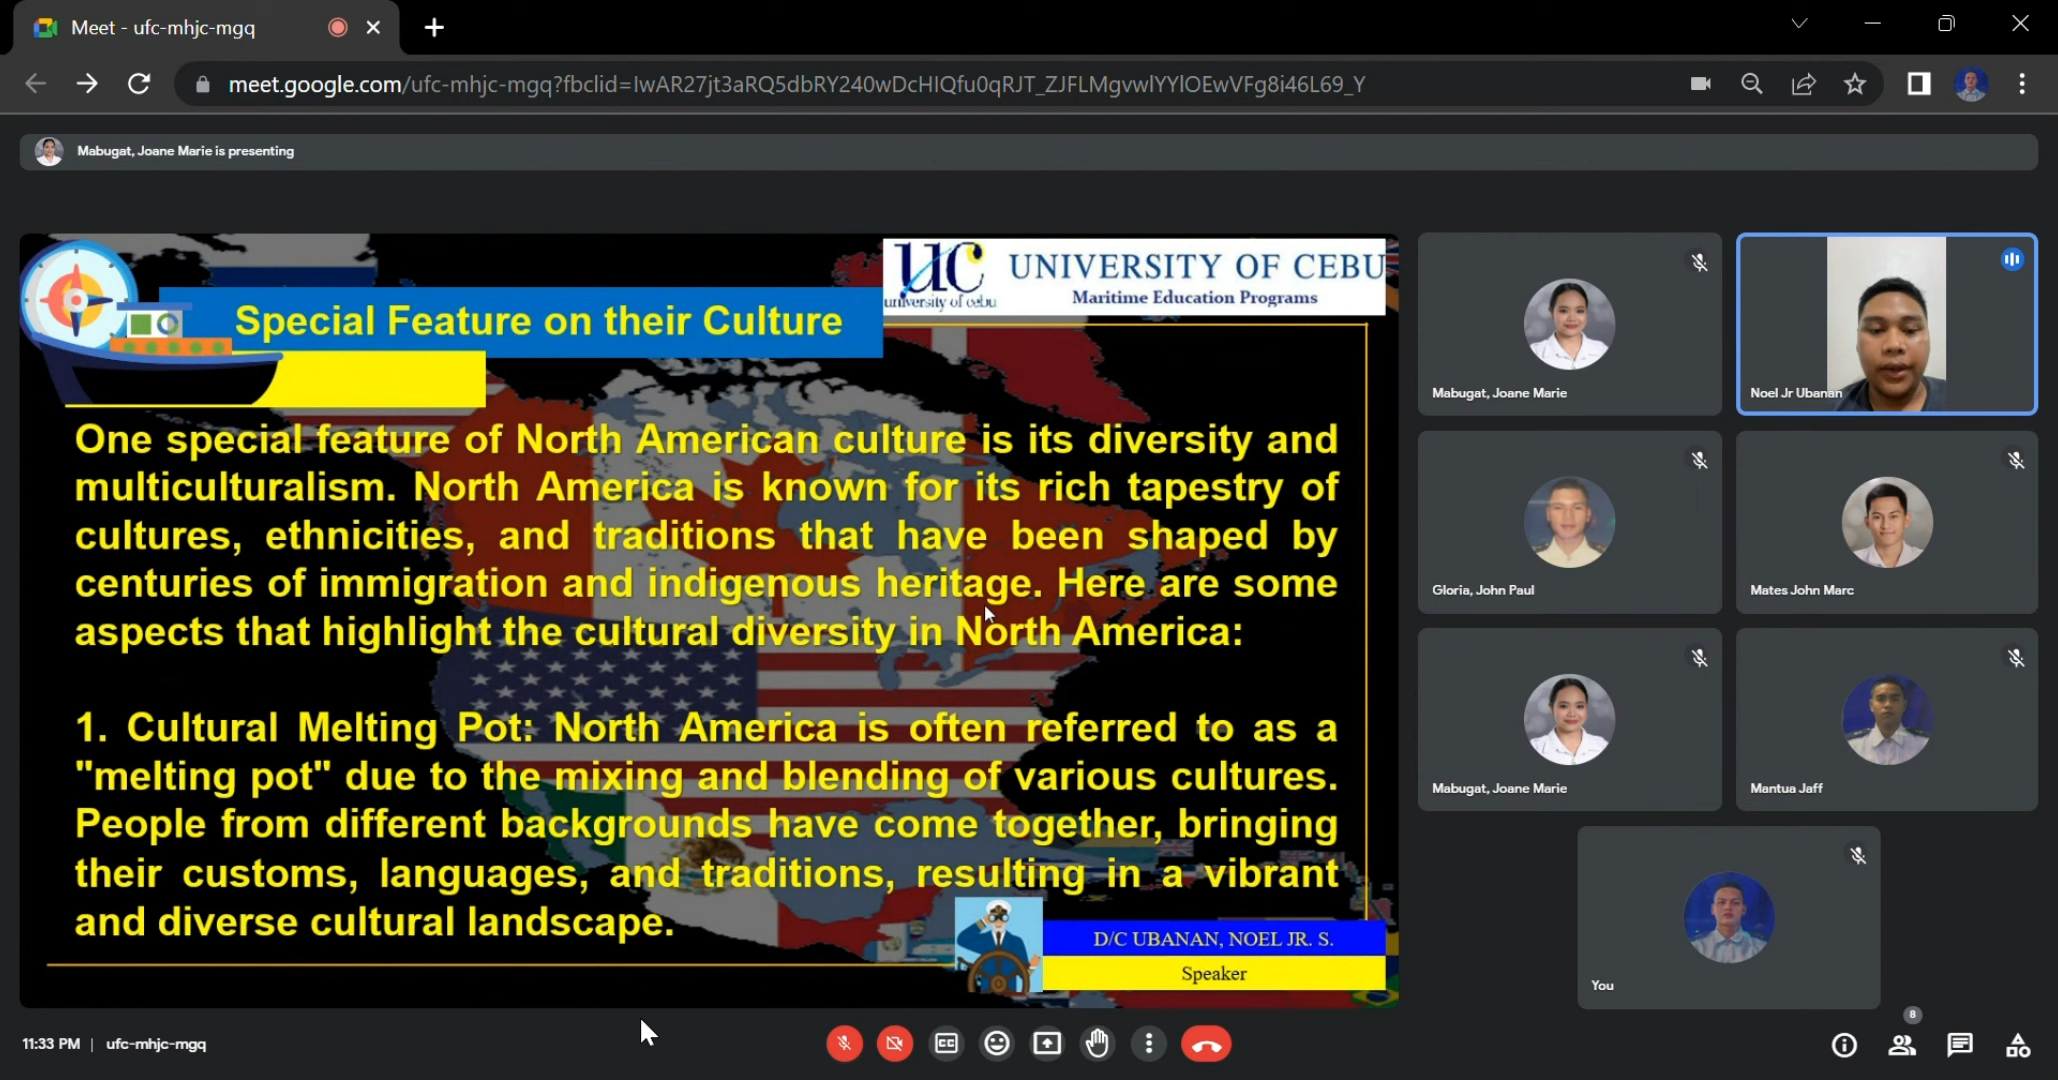 Meet - ufc-mhjc-mgq
meet.google.com/ufc-mhjc-mgq?fbclid=IwAR27jt3aRQ5dbRY240wDcHIQfu0qRJT_ZJFLMgvwlYYlOEwVFg8i46L69_Y
Mabugat, Joane Marie is presenting
UC
university of cebu
UNIVERSITY OF CEBU
Maritime Education Programs
Special Feature on their Culture
One special feature of North American culture is its diversity and
multiculturalism. North America is known for its rich tapestry of
cultures, ethnicities, and traditions that have been shaped by
centuries of immigration and indigenous heritage. Here are some
aspects that highlight the cultural diversity in North America:
1. Cultural Melting Pot: North America is often referred to as a
"melting pot" due to the mixing and blending of various cultures.
People from different backgrounds have come together, bringing
their customs, languages, and traditions, resulting in a vibrant
and diverse cultural landscape.
D/C UBANAN, NOEL JR. S.
Speaker
Mabugat, Joane Marie
Noel Jr Ubanan
Gloria, John Paul
Mates John Marc
Mabugat, Joane Marie
Mantua Jaff
You
11:33 PM | ufc-mhjc-mgq
CC
8